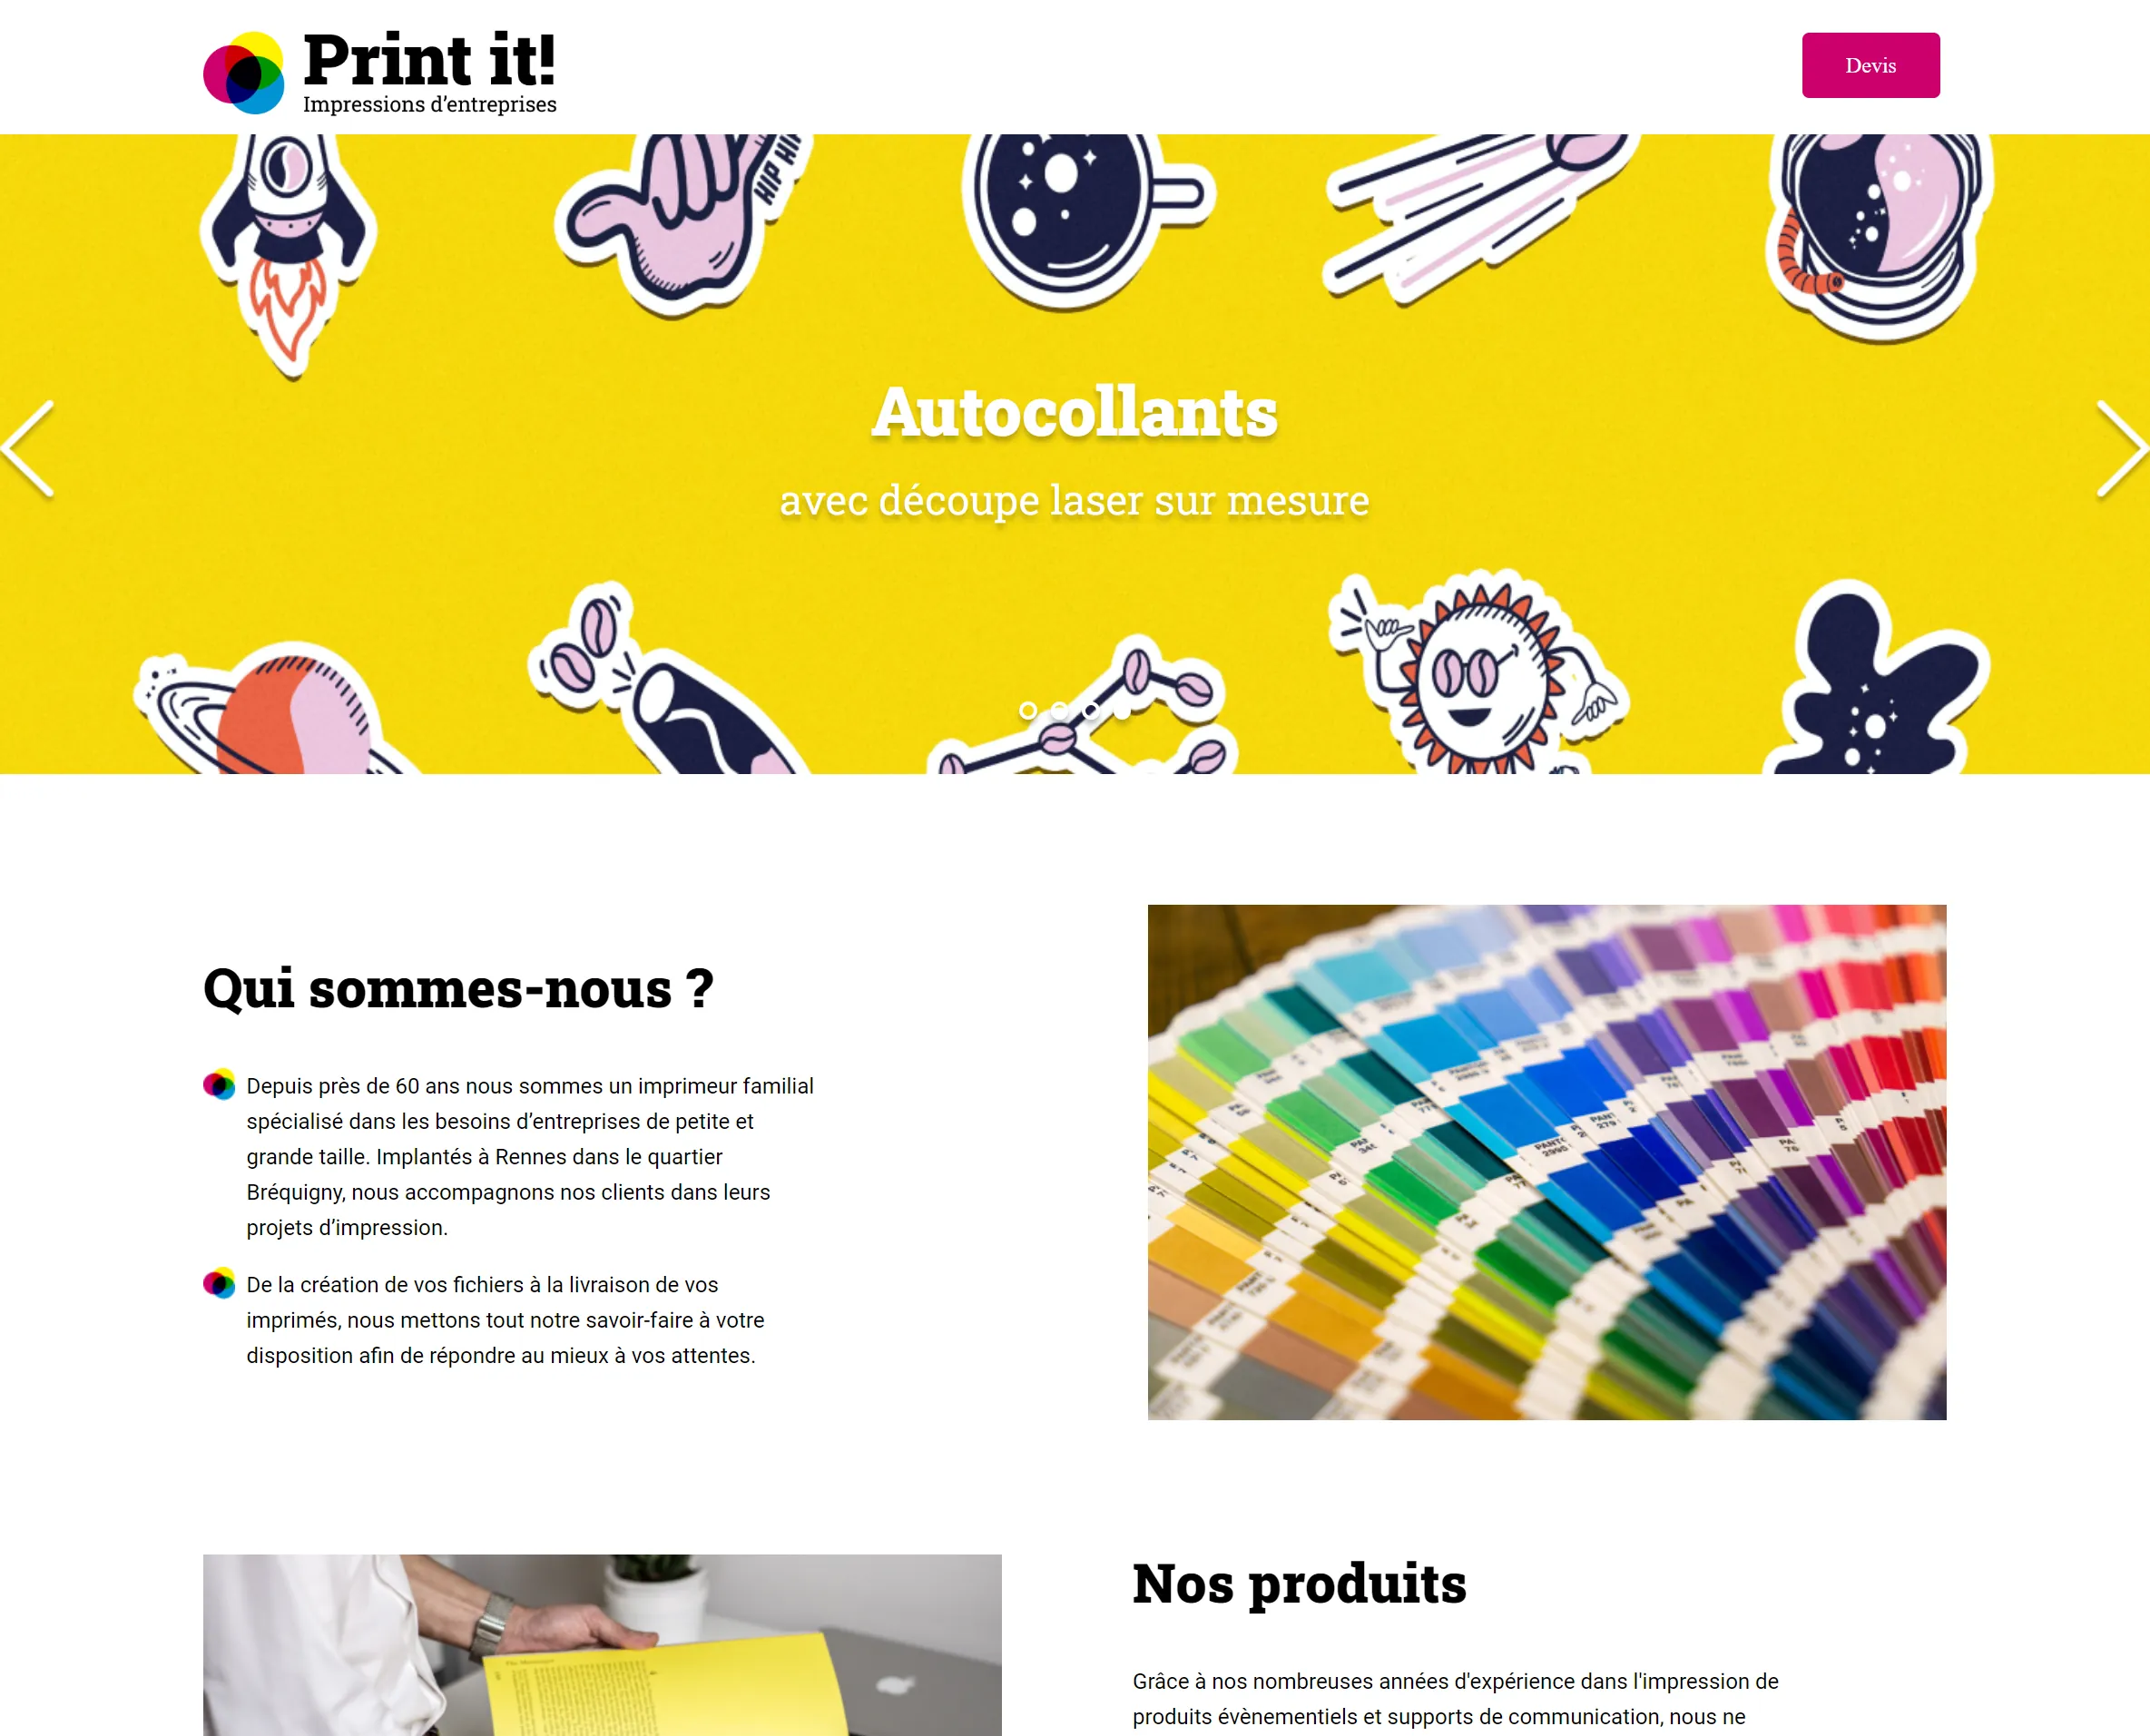 Print it!
Impressions d’entreprises
Devis
HIP HI
Autocollants
avec découpe laser sur mesure
Qui sommes-nous ?
Depuis près de 60 ans nous sommes un imprimeur familial
spécialisé dans les besoins d’entreprises de petite et
grande taille. Implantés à Rennes dans le quartier
Bréquigny, nous accompagnons nos clients dans leurs
projets d’impression.
De la création de vos fichiers à la livraison de vos
imprimés, nous mettons tout notre savoir-faire à votre
disposition afin de répondre au mieux à vos attentes.
Nos produits
Grâce à nos nombreuses années d'expérience dans l'impression de
produits évènementiels et supports de communication, nous ne